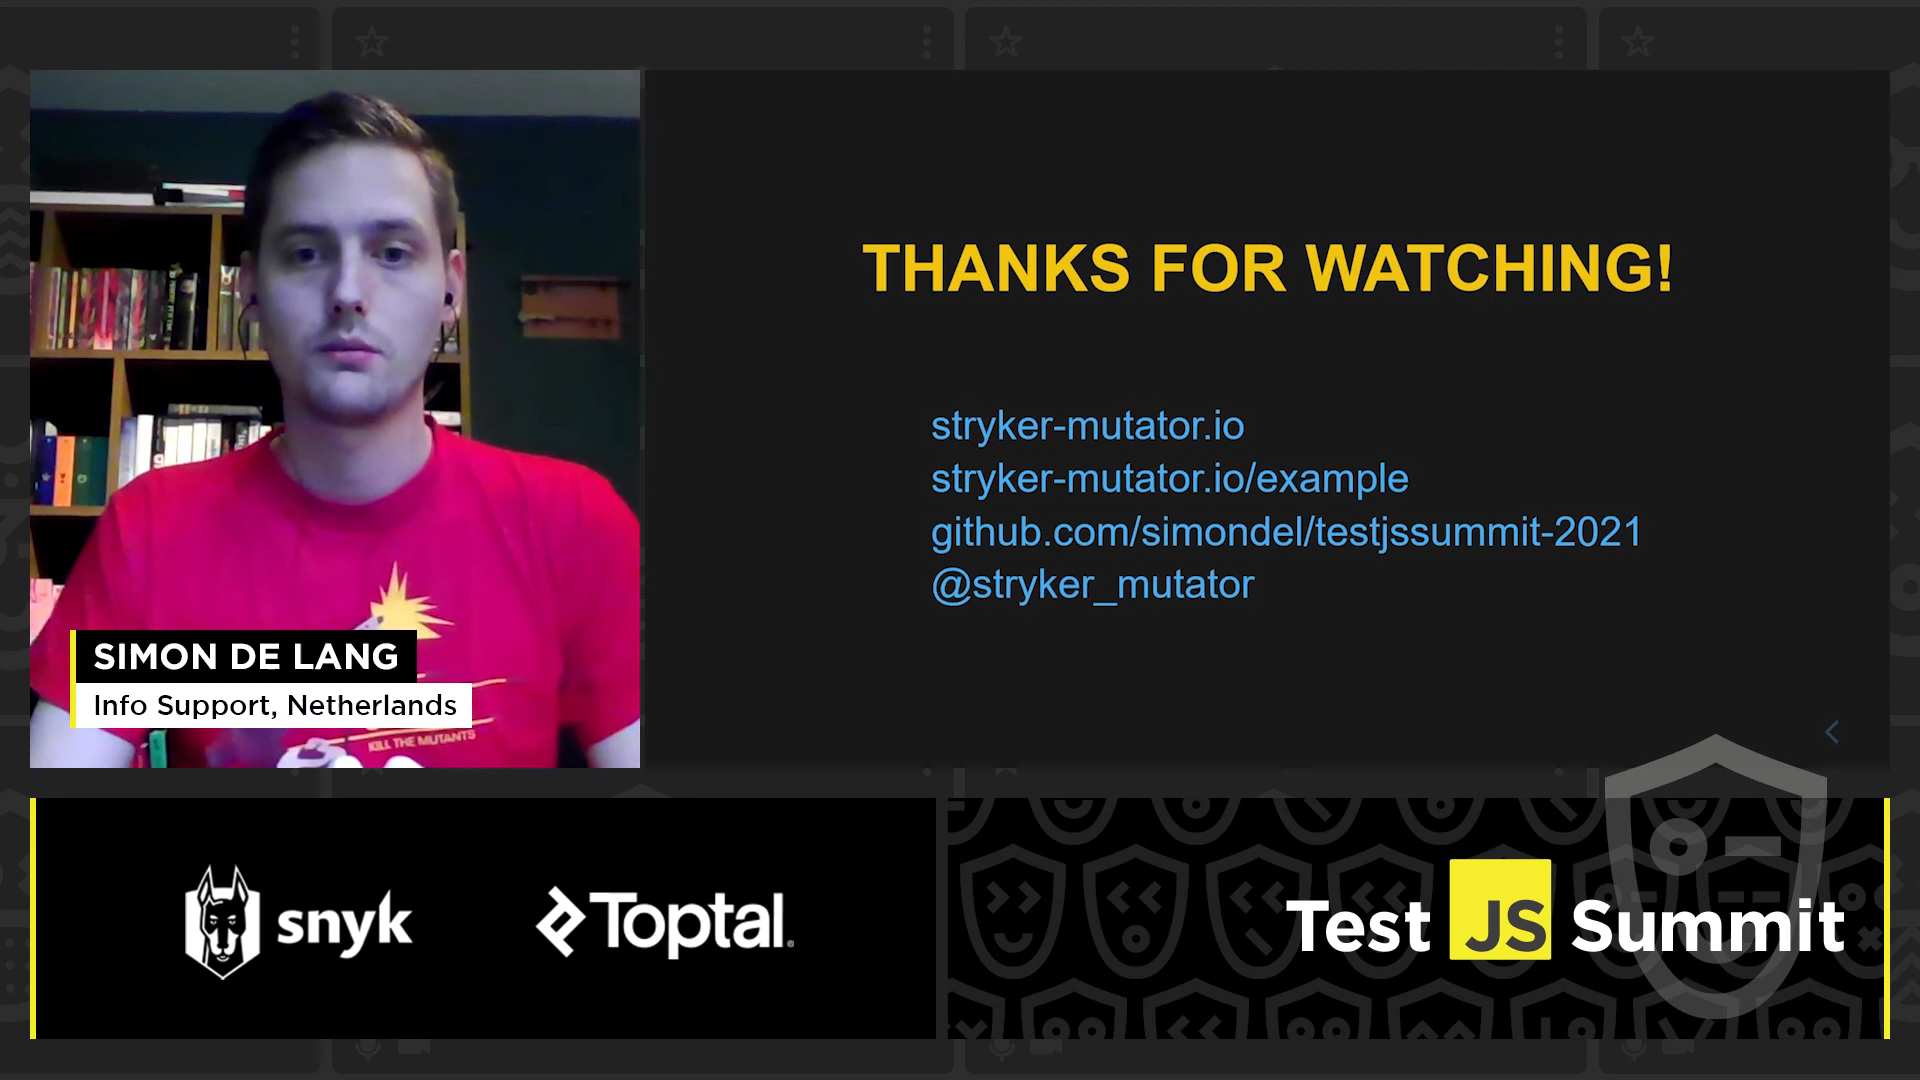 THANKS FOR WATCHING!
stryker-mutator.io
stryker-mutator.io/example
github.com/simondel/testjssummit-2021
@stryker_mutator
SIMON DE LANG
Info Support, Netherlands
KILL THE MUTANTS
snyk
Toptal
Test JS Summit